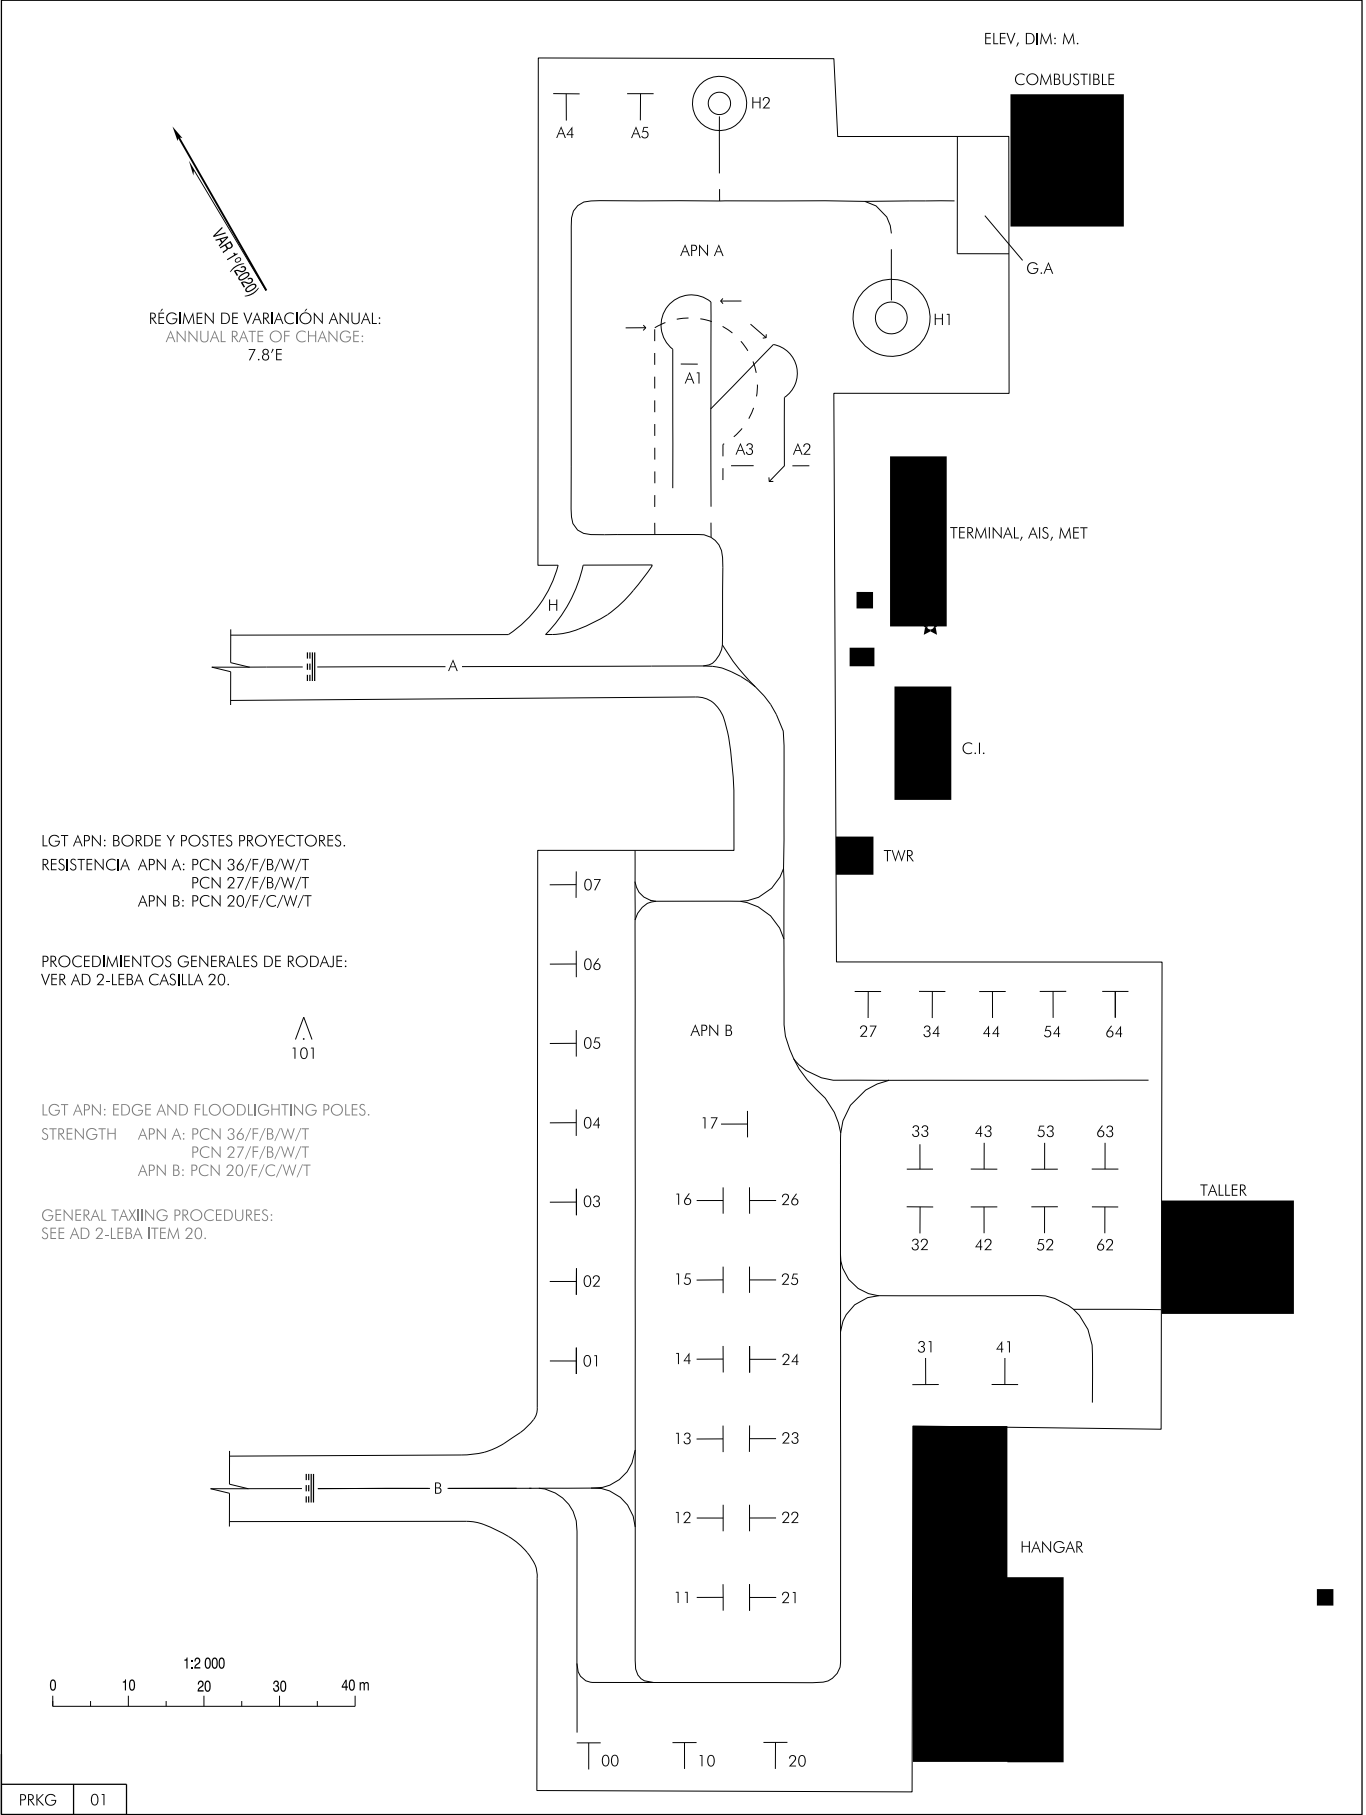 ELEV, DIM: M.
COMBUSTIBLE
H2
A4
A5
VAR 1º(2020)
APN A
G.A
RÉGIMEN DE VARIACIÓN ANUAL:
ANNUAL RATE OF CHANGE:
7.8'E
H1
A1
A3
A2
TERMINAL, AIS, MET
H
A
C.I.
LGT APN: BORDE Y POSTES PROYECTORES.
RESISTENCIA APN A: PCN 36/F/B/W/T
PCN 27/F/B/W/T
APN B: PCN 20/F/C/W/T
TWR
07
PROCEDIMIENTOS GENERALES DE RODAJE:
VER AD 2-LEBA CASILLA 20.
06
101
05
APN B
27
34
44
54
64
LGT APN: EDGE AND FLOODLIGHTING POLES.
STRENGTH APN A: PCN 36/F/B/W/T
PCN 27/F/B/W/T
APN B: PCN 20/F/C/W/T
04
17
33
43
53
63
GENERAL TAXIING PROCEDURES:
SEE AD 2-LEBA ITEM 20.
03
16
26
TALLER
32
42
52
62
02
15
25
01
14
24
31
41
13
23
B
12
22
HANGAR
11
21
1:2 000
0 10 20 30 40 m
00
10
20
PRKG 01